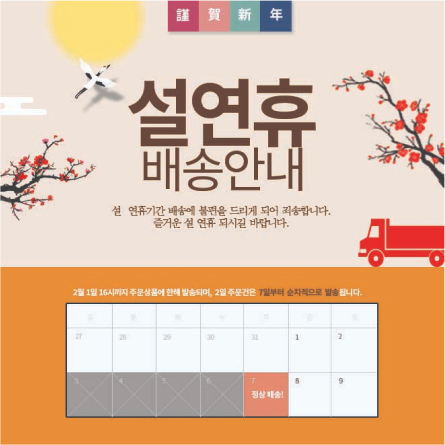 謹 賀 新 年
설연휴
배송안내
설 연휴기간 배송에 불편을 드리게 되어 죄송합니다.
즐거운 설 연휴 되시길 바랍니다.
2월 1일 16시까지 주문상품에 한해 발송되며, 2일 주문건은 7일부터 순차적으로 발송됩니다.
27 28 29 30 31 1 2
3 4 5 6 7 8 9
정상 배송!